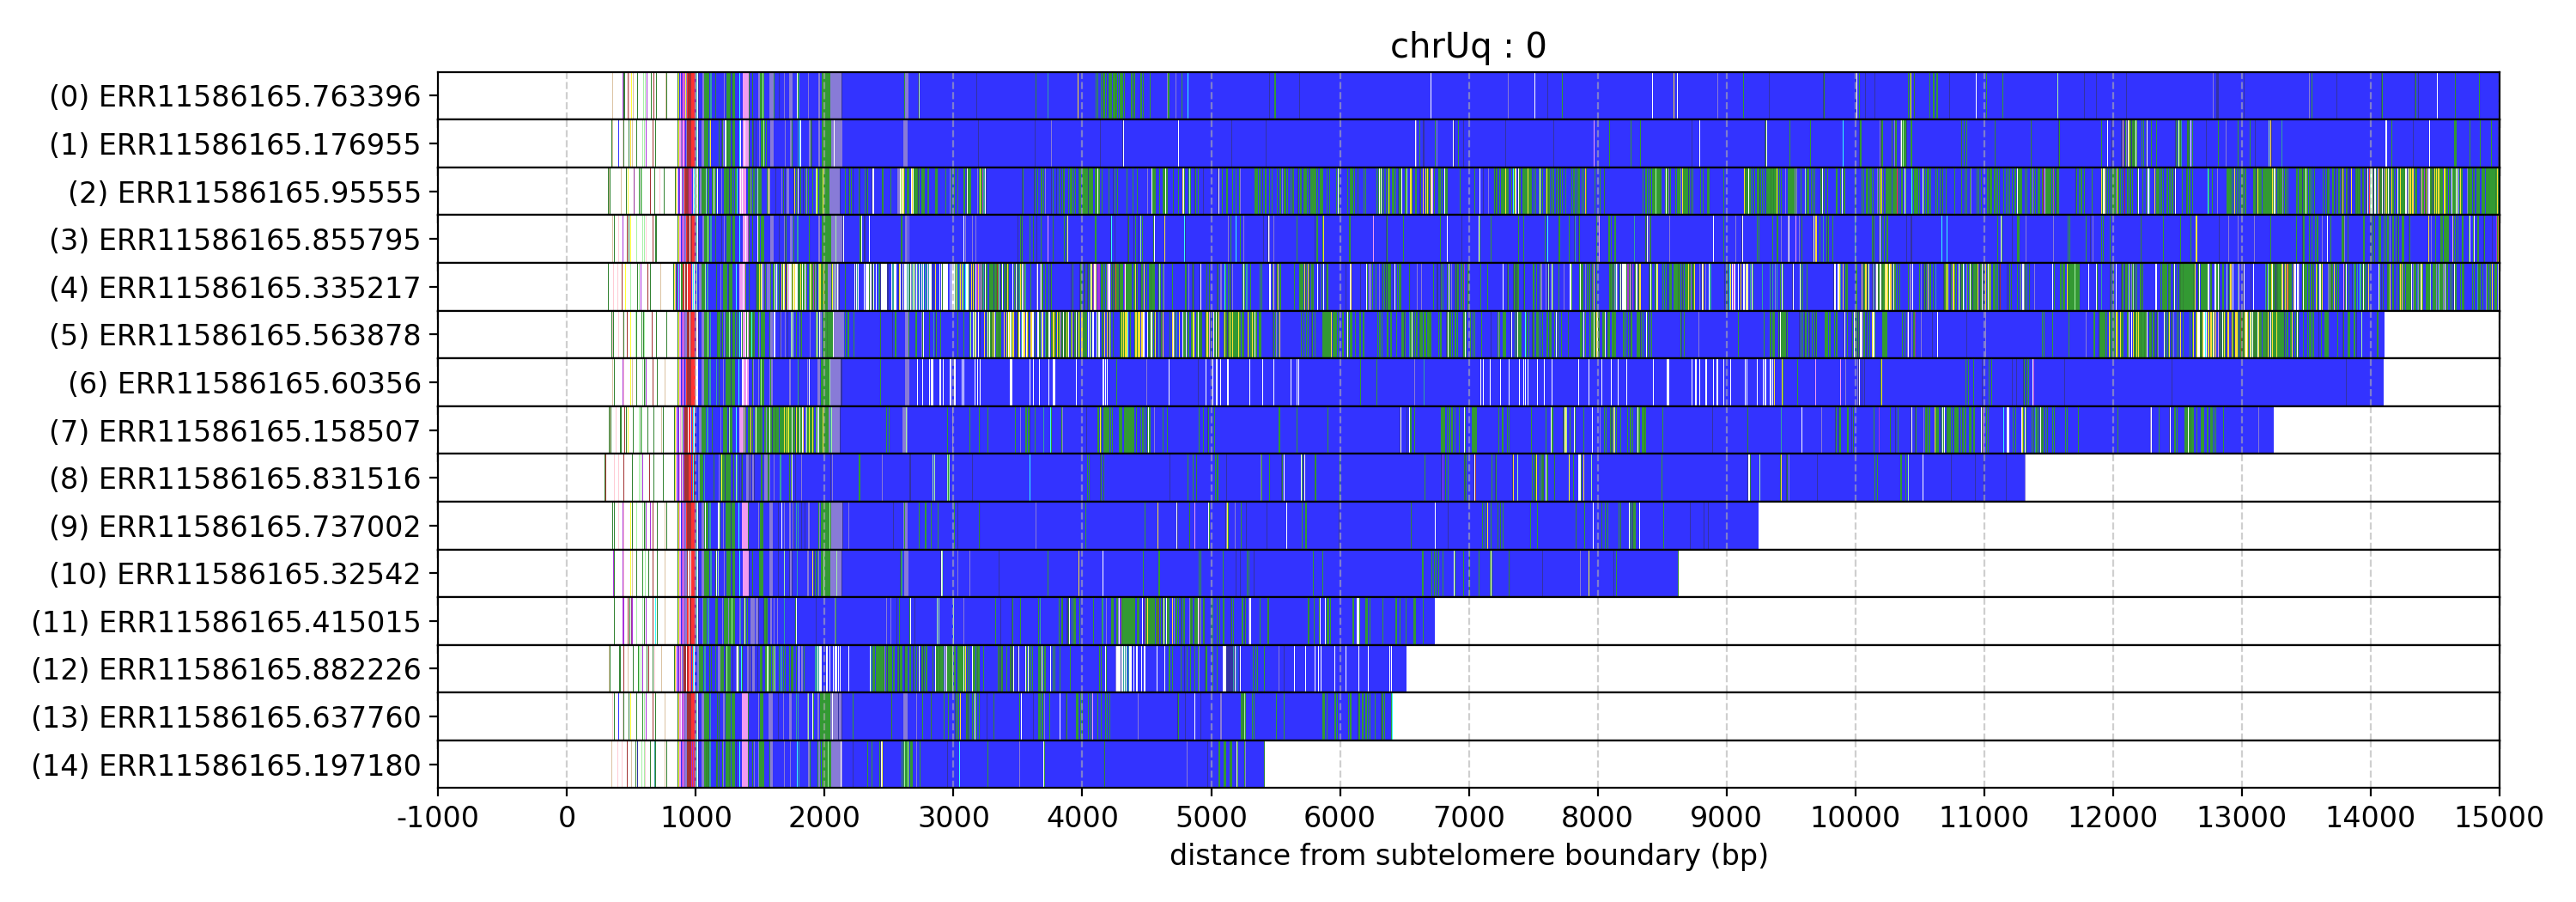 chrUq : 0
(0) ERR11586165.763396
(1) ERR11586165.176955
(2) ERR11586165.95555
(3) ERR11586165.855795
(4) ERR11586165.335217
(5) ERR11586165.563878
(6) ERR11586165.60356
(7) ERR11586165.158507
(8) ERR11586165.831516
(9) ERR11586165.737002
(10) ERR11586165.32542
(11) ERR11586165.415015
(12) ERR11586165.882226
(13) ERR11586165.637760
(14) ERR11586165.197180
-1000 0 1000 2000 3000 4000 5000 6000 7000 8000 9000 10000 11000 12000 13000 14000 15000
distance from subtelomere boundary (bp)